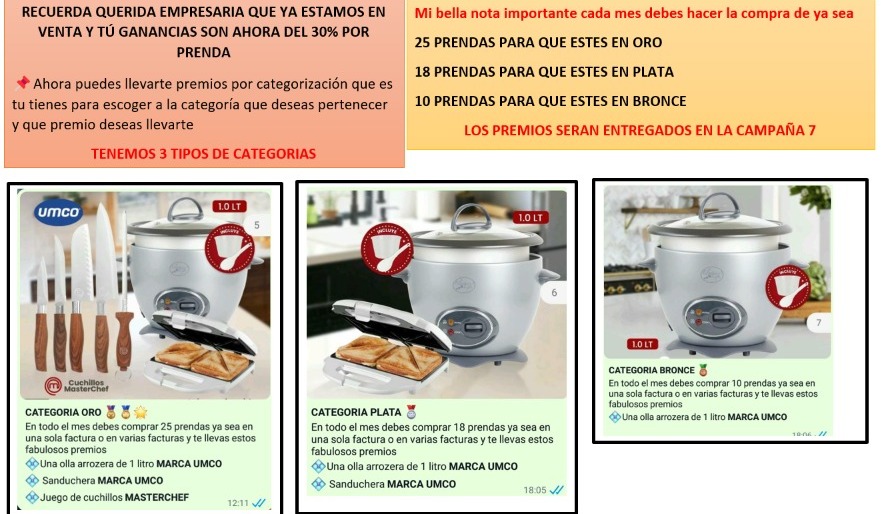 RECUERDA QUERIDA EMPRESARIA QUE YA ESTAMOS EN
VENTA Y TÚ GANANCIAS SON AHORA DEL 30% POR
PRENDA
📌 Ahora puedes llevarte premios por categorización que es
tu tienes para escoger a la categoría que deseas pertenecer
y que premio deseas llevarte
TENEMOS 3 TIPOS DE CATEGORIAS
Mi bella nota importante cada mes debes hacer la compra de ya sea
25 PRENDAS PARA QUE ESTES EN ORO
18 PRENDAS PARA QUE ESTES EN PLATA
10 PRENDAS PARA QUE ESTES EN BRONCE
LOS PREMIOS SERAN ENTREGADOS EN LA CAMPAÑA 7
umco
1.0 LT
INCLUYE
5
Cuchillos
MasterChef
CATEGORIA ORO 🏅🏅🌟
En todo el mes debes comprar 25 prendas ya sea en
una sola factura o en varias facturas y te llevas estos
fabulosos premios
💠Una olla arrozera de 1 litro MARCA UMCO
💠 Sanduchera MARCA UMCO
💠Juego de cuchillos MASTERCHEF
12:11
1.0 LT
INCLUYE
6
CATEGORIA PLATA 🥈
En todo el mes debes comprar 18 prendas ya sea en
una sola factura o en varias facturas y te llevas estos
fabulosos premios
💠Una olla arrozera de 1 litro MARCA UMCO
💠 Sanduchera MARCA UMCO
18:05
INCLUYE
7
1.0 LT
CATEGORIA BRONCE 🥉
En todo el mes debes comprar 10 prendas ya sea en
una sola factura o en varias facturas y te llevas estos
fabulosos premios
💠Una olla arrozera de 1 litro MARCA UMCO
18:06